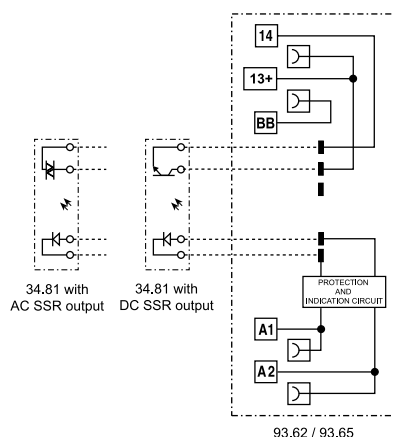 14
13+
BB
PROTECTION
AND
INDICATION CIRCUIT
A1
A2
34.81 with
AC SSR output
34.81 with
DC SSR output
93.62 / 93.65